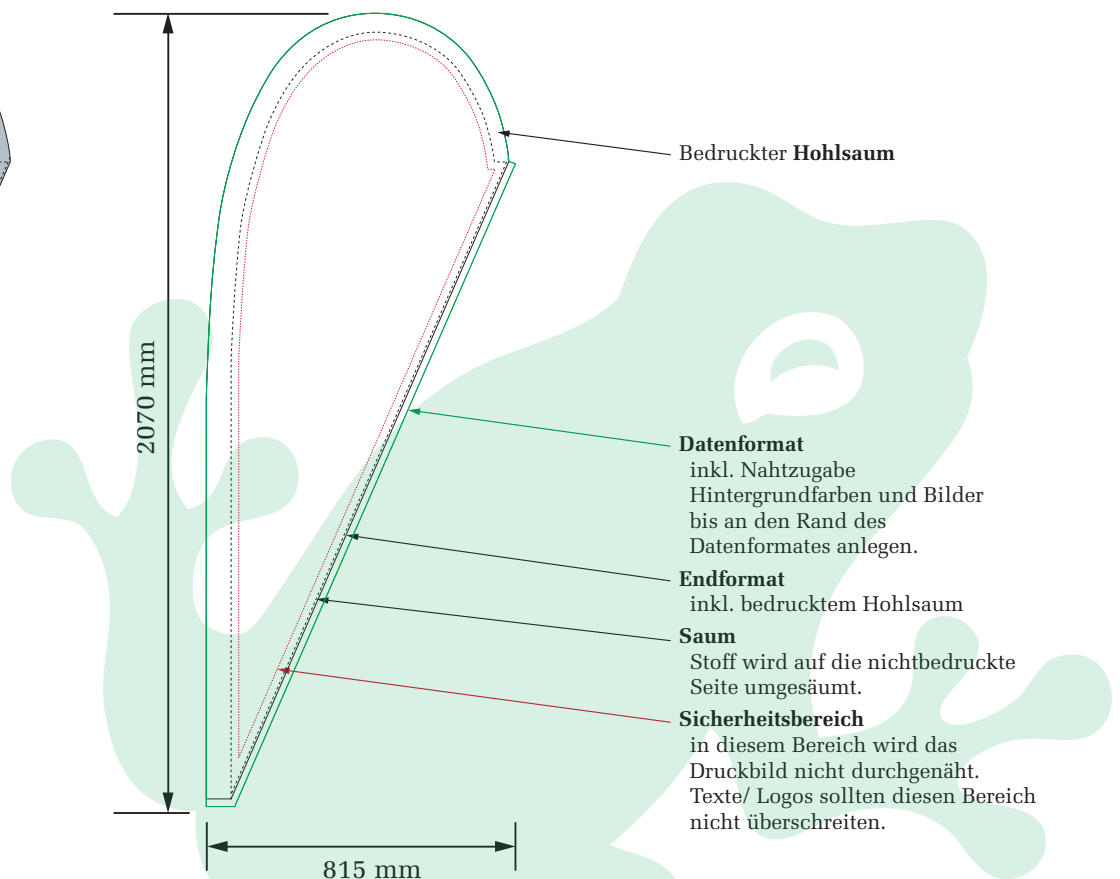 2070 mm
Bedruckter Hohlsaum
Datenformat
inkl. Nahtzugabe
Hintergrundfarben und Bilder
bis an den Rand des
Datenformates anlegen.
Endformat
inkl. bedrucktem Hohlsaum
Saum
Stoff wird auf die nichtbedruckte
Seite umgesäumt.
Sicherheitsbereich
in diesem Bereich wird das
Druckbild nicht durchgenäht.
Texte/ Logos sollten diesen Bereich
nicht überschreiten.
815 mm